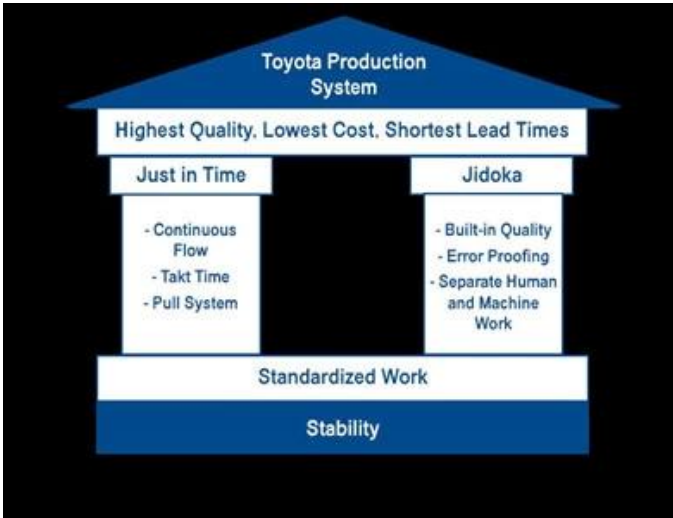 Toyota Production
System
Highest Quality, Lowest Cost, Shortest Lead Times
Just in Time
- Continuous
Flow
- Takt Time
- Pull System
Jidoka
- Built-in Quality
- Error Proofing
- Separate Human
and Machine
Work
Standardized Work
Stability